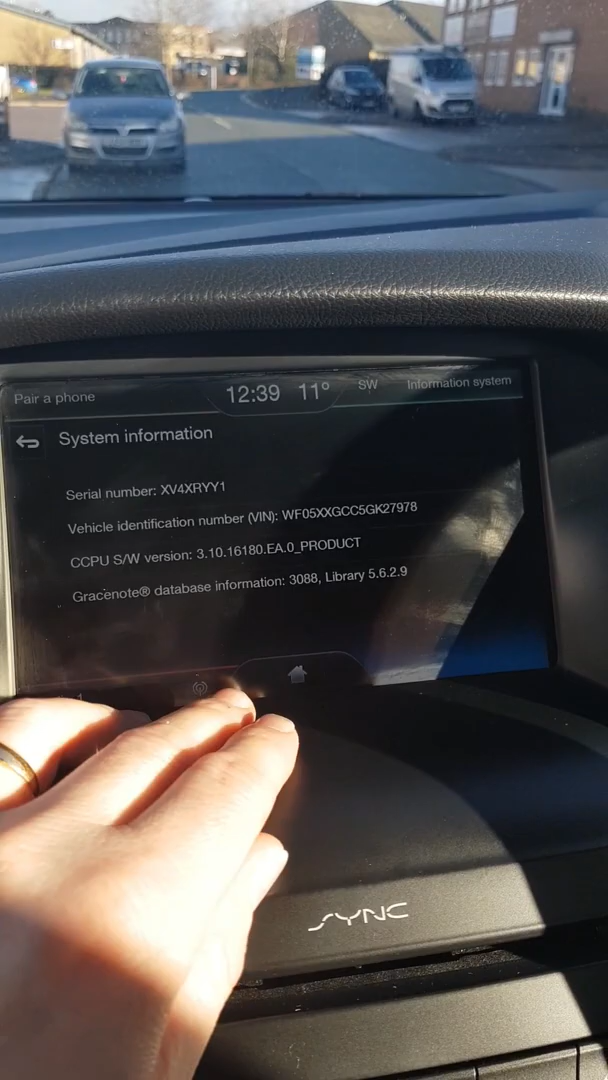 Pair a phone
12:39 11° SW
Information system
System information
Serial number: XV4XRYY1
Vehicle identification number (VIN): WF05XXGCC5GK27978
CCPU S/W version: 3.10.16180.EA.0_PRODUCT
Gracenote® database information: 3088, Library 5.6.2.9
SYNC